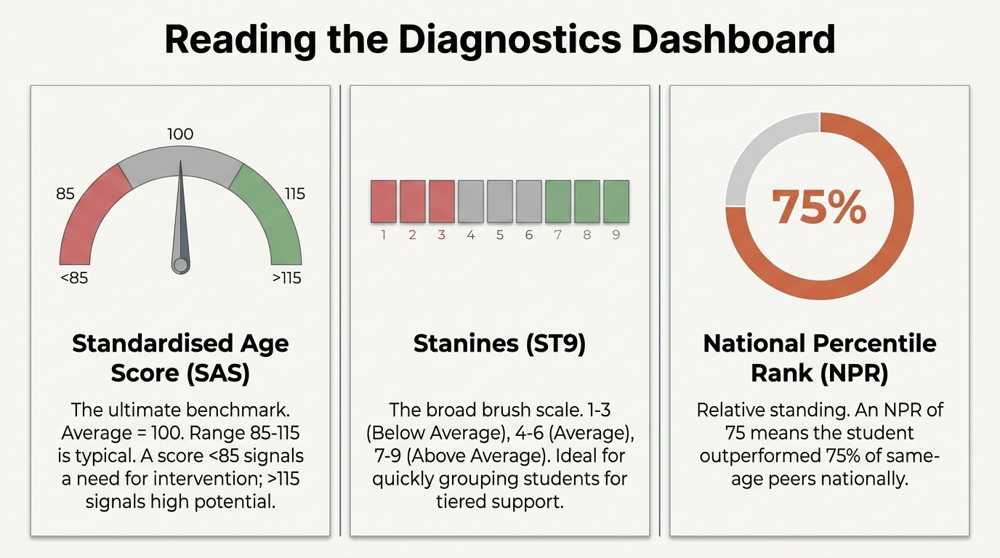 Reading the Diagnostics Dashboard
100
85
115
<85
>115
Standardised Age
Score (SAS)
The ultimate benchmark.
Average = 100. Range 85-115
is typical. A score <85 signals
a need for intervention; >115
signals high potential.
1 2 3 4 5 6 7 8 9
Stanines (ST9)
The broad brush scale. 1-3
(Below Average), 4-6 (Average),
7-9 (Above Average). Ideal for
quickly grouping students for
tiered support.
75%
National Percentile
Rank (NPR)
Relative standing. An NPR of
75 means the student
outperformed 75% of same-
age peers nationally.